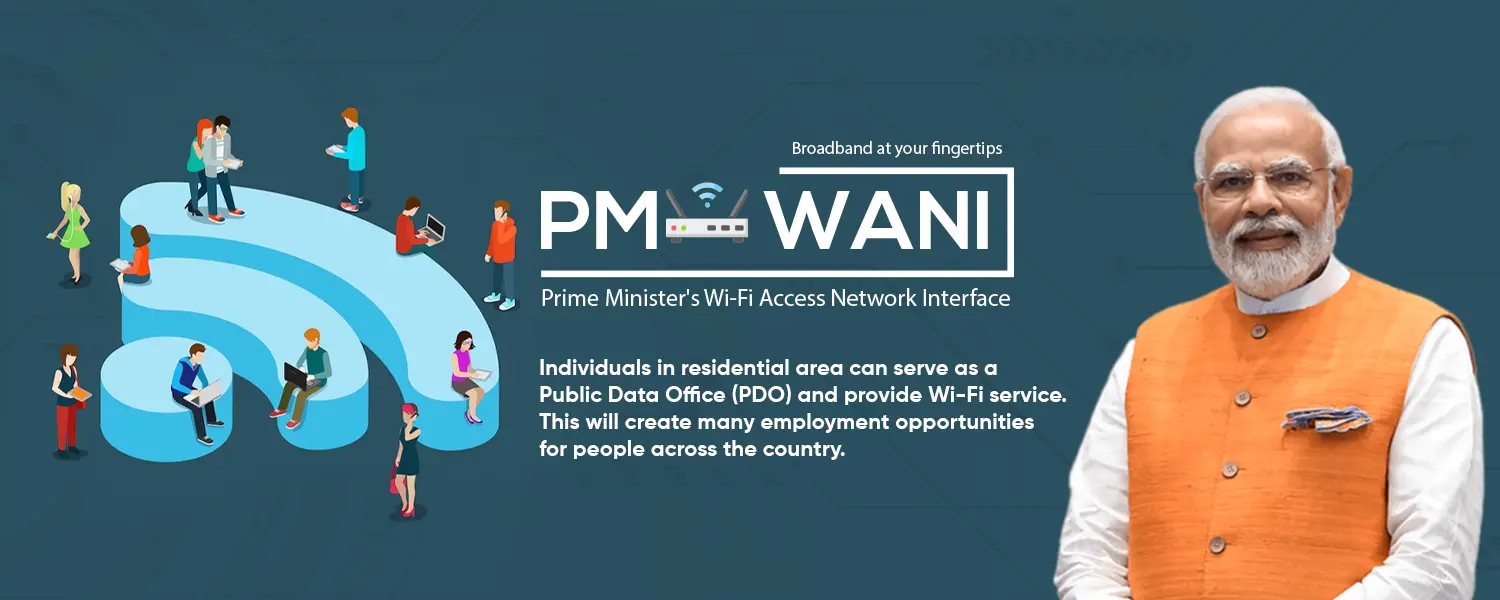 Broadband at your fingertips
PM WANI
Prime Minister's Wi-Fi Access Network Interface
Individuals in residential area can serve as a
Public Data Office (PDO) and provide Wi-Fi service.
This will create many employment opportunities
for people across the country.